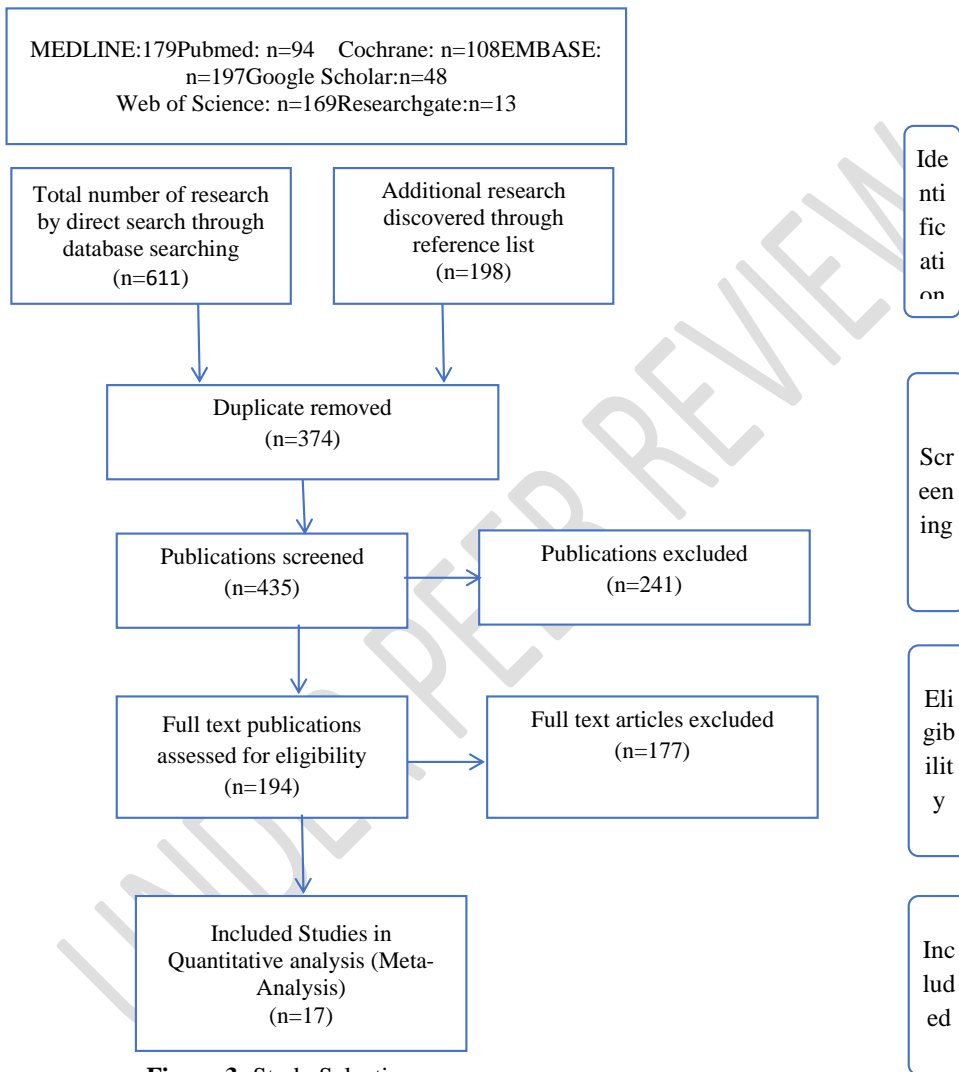 MEDLINE:179Pubmed: n=94 Cochrane: n=108EMBASE:
n=197Google Scholar:n=48
Web of Science: n=169Researchgate:n=13
Total number of research
by direct search through
database searching
(n=611)
Additional research
discovered through
reference list
(n=198)
Ide
nti
fic
ati
on
Duplicate removed
(n=374)
Scr
een
ing
Publications screened
(n=435)
Publications excluded
(n=241)
Full text publications
assessed for eligibility
(n=194)
Full text articles excluded
(n=177)
Eli
gib
ilit
y
Included Studies in
Quantitative analysis (Meta-
Analysis)
(n=17)
Inc
lud
ed
UNDER PEER REVIEW